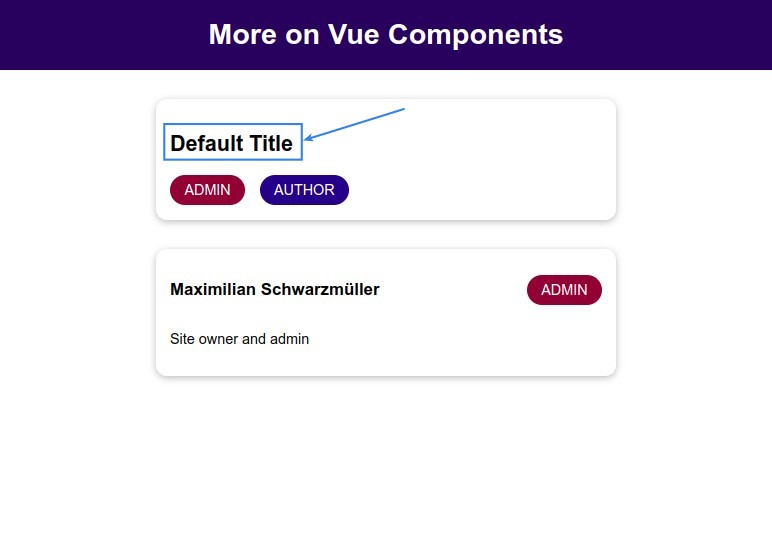 More on Vue Components
Default Title
ADMIN AUTHOR
Maximilian Schwarzmüller ADMIN
Site owner and admin